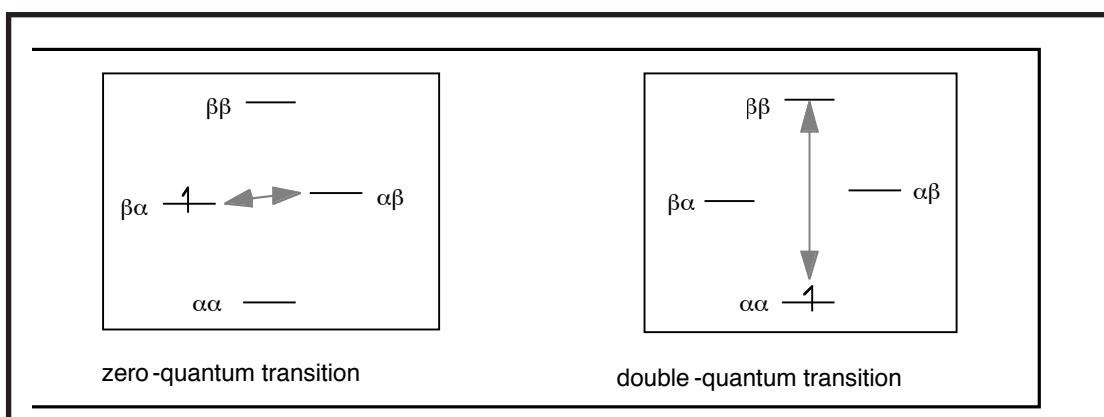 ββ
βα
αβ
αα
zero-quantum transition
ββ
βα
αβ
αα
double-quantum transition